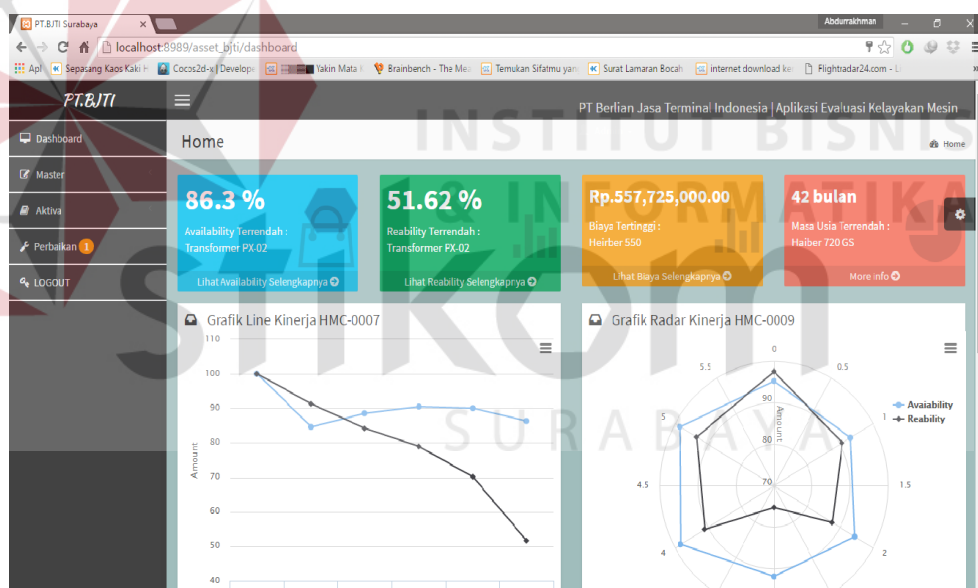 PT.BJTI Surabaya
Abdurrakhman
localhost:8989/asset_bjti/dashboard
Sepasang Kaos Kaki H
Cocos2d-x | Develope
Yakin Mata
Brainbench - The Mea
Temukan Sifatmu yan
Surat Lamaran Bocah
internet download ke
Flightradar24.com - L
PT.BJTI
PT Berlian Jasa Terminal Indonesia | Aplikasi Evaluasi Kelayakan Mesin
INSTITUT BISNIS
& INFORMATIKA
stikom
SURABAYA
Dashboard
Master
Aktiva
Perbaikan 1
LOGOUT
Home
Home
86.3 %
Availability Terrendah :
Transformer PX-02
Lihat Availability Selengkapnya
51.62 %
Reability Terrendah :
Transformer PX-02
Lihat Reability Selengkapnya
Rp.557,725,000.00
Biaya Tertinggi :
Heirber 550
Lihat Biaya Selengkapnya
42 bulan
Masa Usia Terrendah :
Haiber 720 GS
More info
Grafik Line Kinerja HMC-0007
110
100
90
80
70
60
50
40
Amount
Grafik Radar Kinerja HMC-0009
0
0.5
1
1.5
2
4
4.5
5
5.5
90
80
70
Amount
Avaiability
Reability